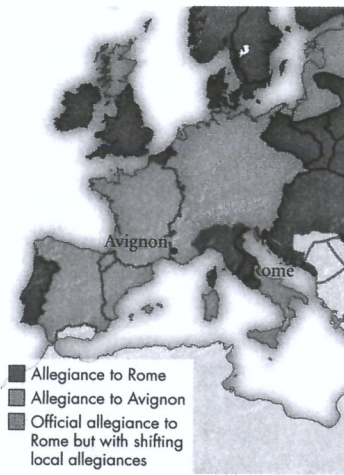 Avignon
Rome
Allegiance to Rome
Allegiance to Avignon
Official allegiance to
Rome but with shifting
local allegiances